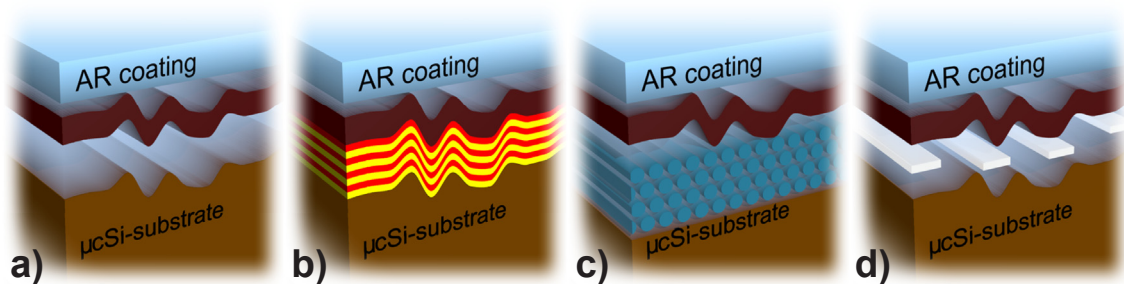 AR coating
µcSi-substrate
a)
AR coating
µcSi-substrate
b)
AR coating
µcSi-substrate
c)
AR coating
µcSi-substrate
d)